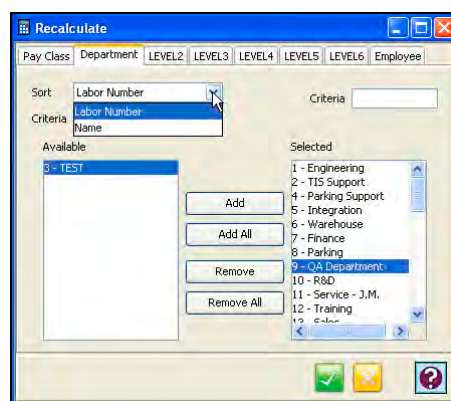 Recalculate
Pay Class Department LEVEL2 LEVEL3 LEVEL4 LEVEL5 LEVEL6 Employee
Sort Labor Number Criteria
Labor Number
Criteria
Name
Available Selected
3 - TEST
1 - Engineering
2 - TIS Support
4 - Parking Support
5 - Integration
6 - Warehouse
7 - Finance
8 - Parking
9 - QA Department
10 - R&D
11 - Service - J.M.
12 - Training
13 - Sales
Add
Add All
Remove
Remove All
?